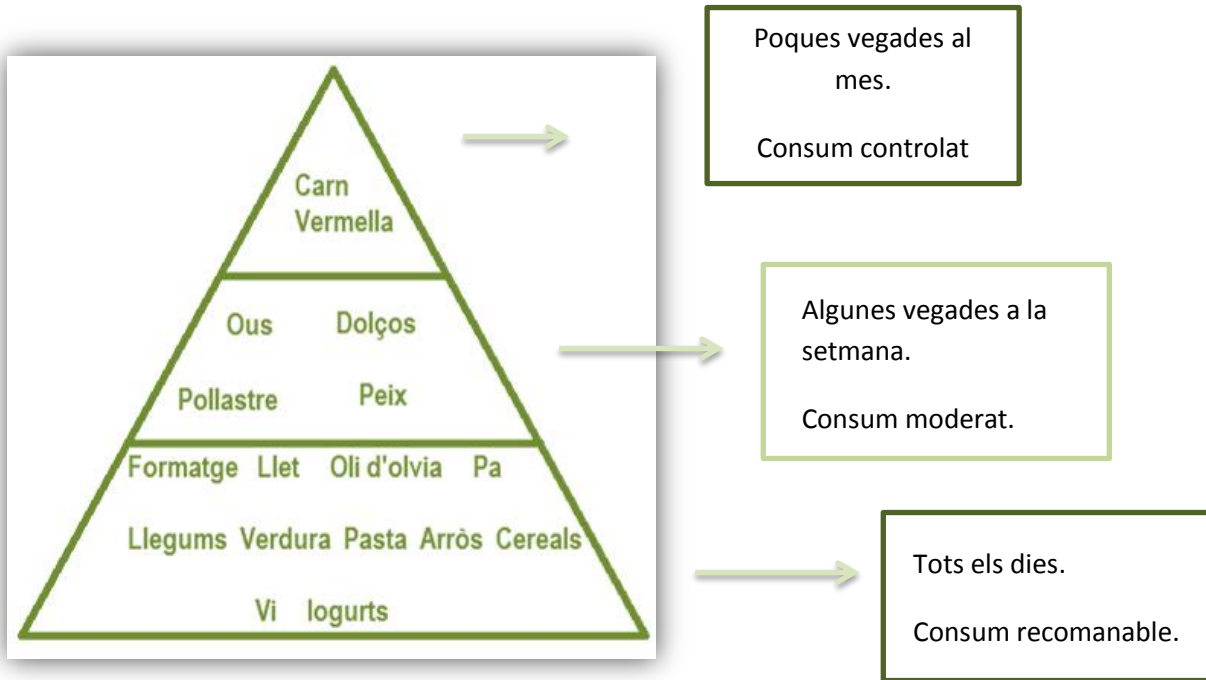 Poques vegades al
mes.
Consum controlat
Carn
Vermella
Ous Dolços
Pollastre Peix
Algunes vegades a la
setmana.
Consum moderat.
Formatge Llet Oli d'olvia Pa
Llegums Verdura Pasta Arròs Cereals
Vi Iogurts
Tots els dies.
Consum recomanable.